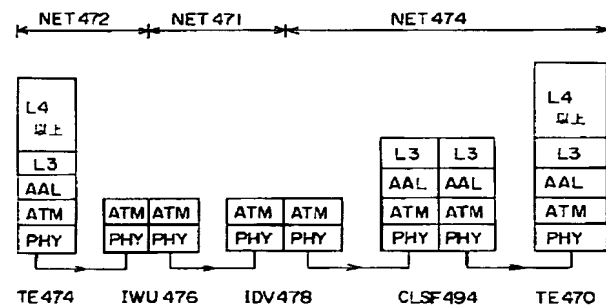 NET472 NET471 NET474
L4
以上
L3
AAL
ATM
PHY
ATM ATM
PHY PHY
ATM ATM
PHY PHY
L3 L3
AAL AAL
ATM ATM
PHY PHY
L4
以上
L3
AAL
ATM
PHY
TE474 IWU476 IDV478 CLSF494 TE470